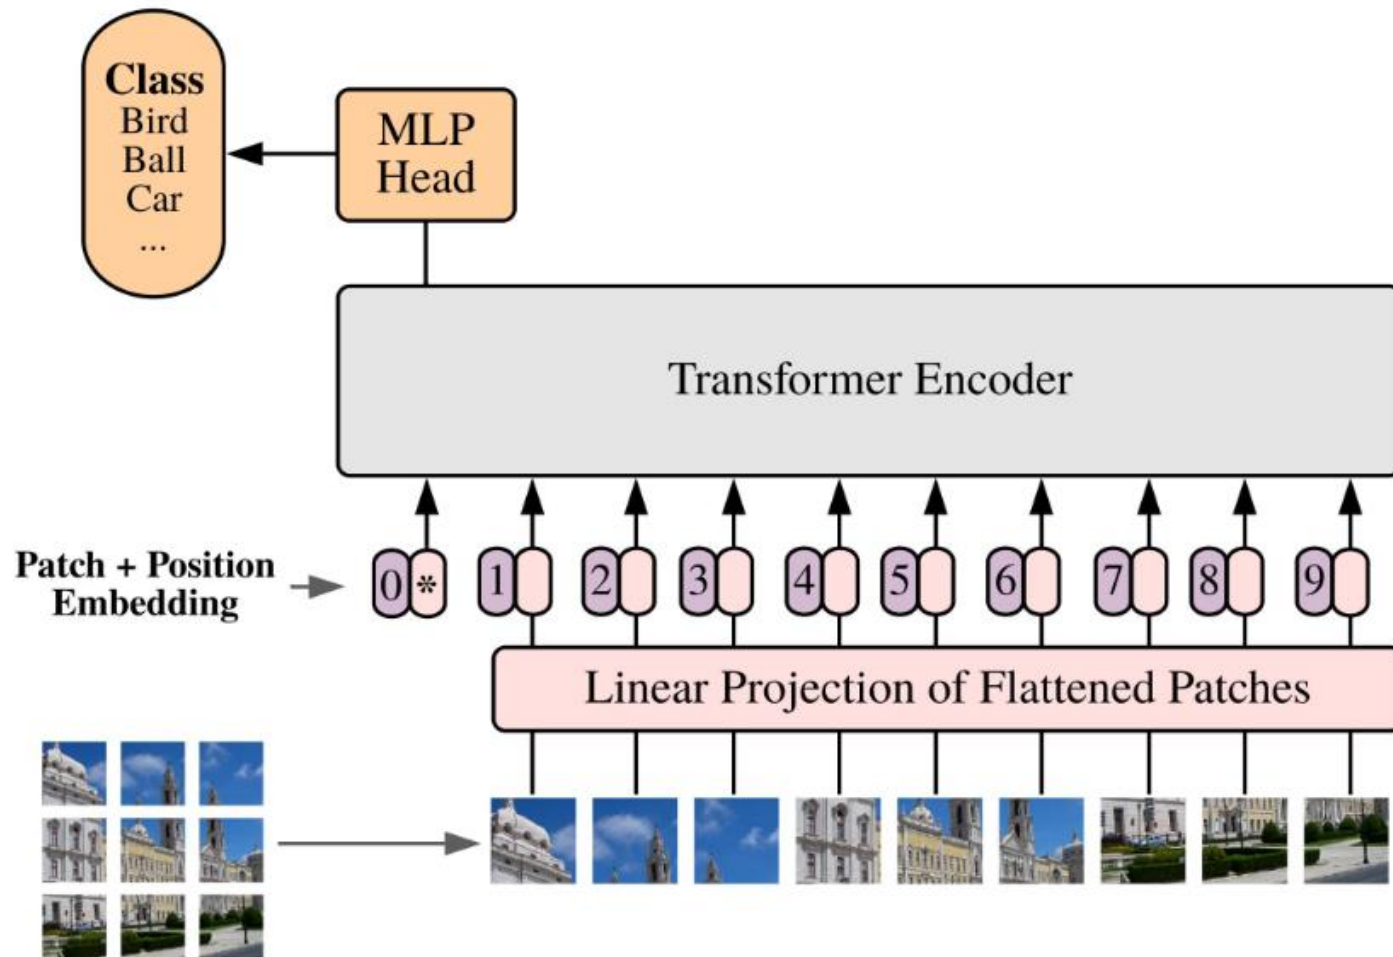 Class
Bird
Ball
Car
...
MLP
Head
Transformer Encoder
Patch + Position
Embedding
0 * 1 2 3 4 5 6 7 8 9
Linear Projection of Flattened Patches